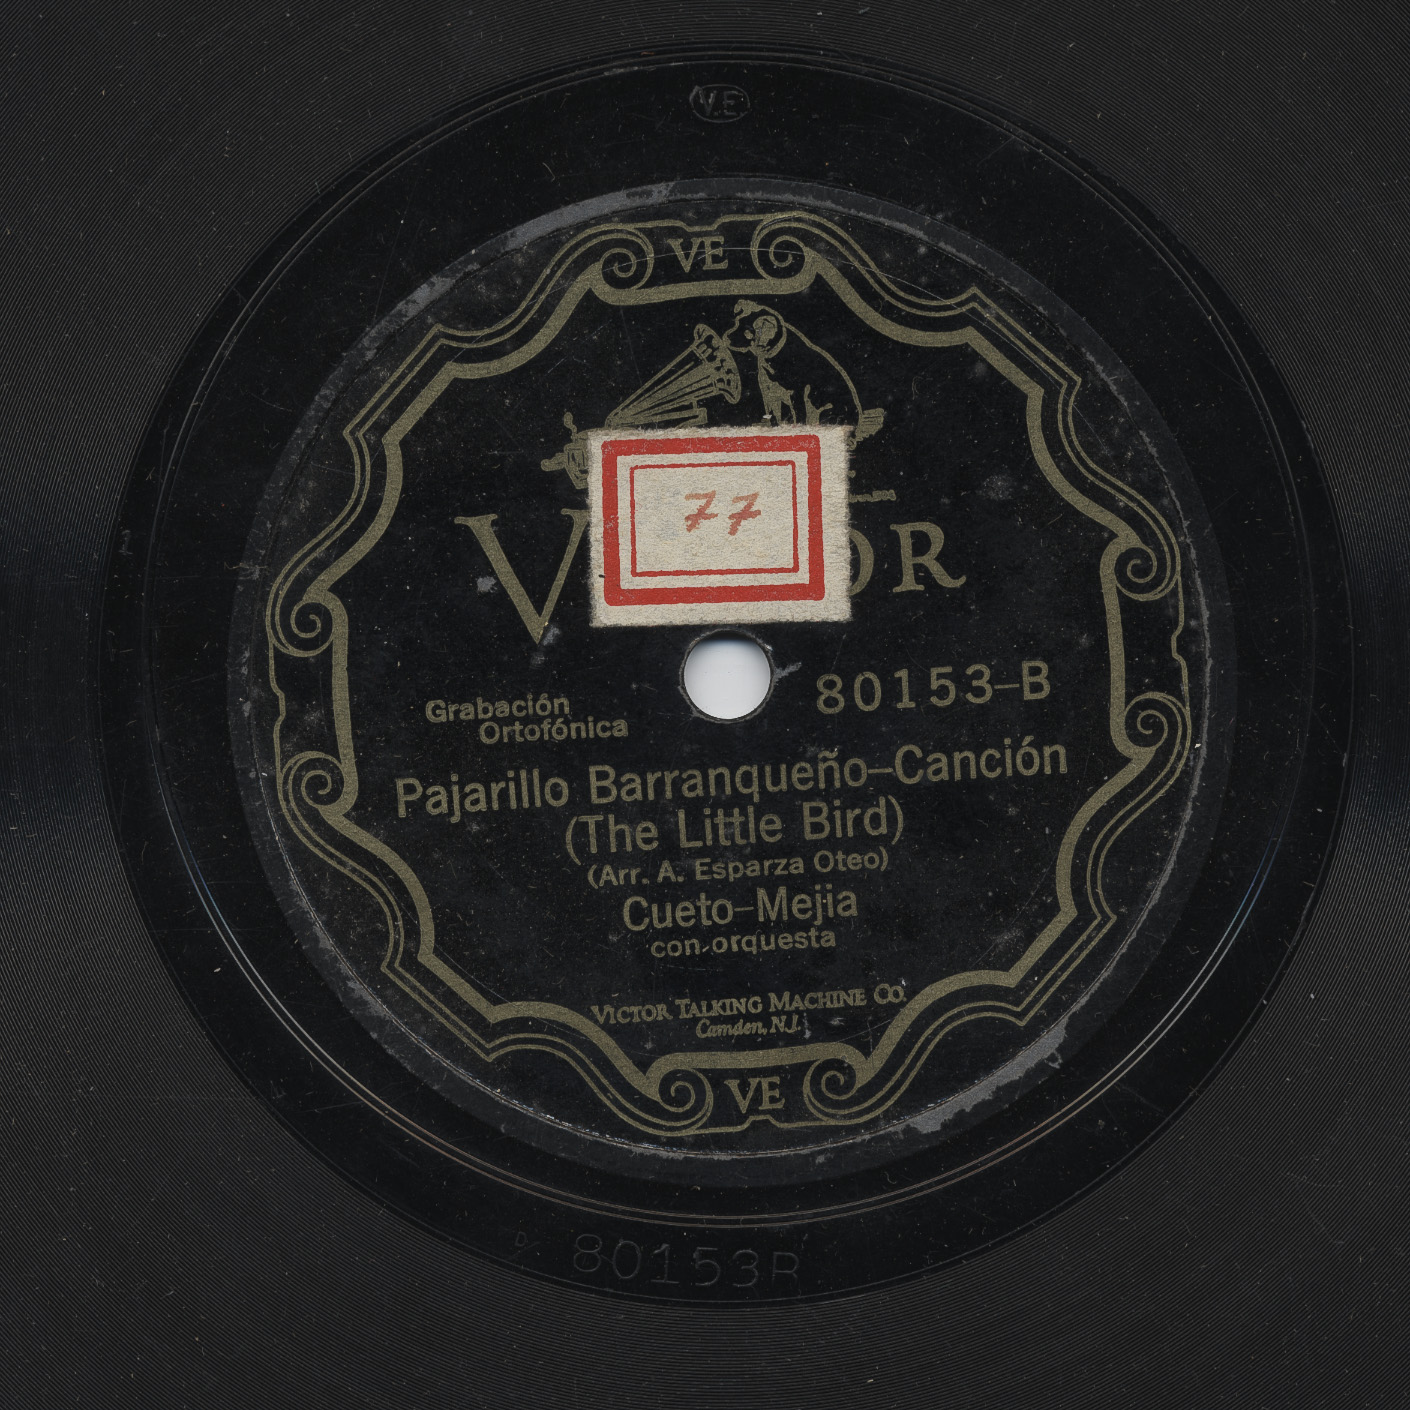 V.E
VE
77
V OR
80153-B
Grabación
Ortofónica
Pajarillo Barranqueño-Canción
(The Little Bird)
(Arr. A. Esparza Oteo)
Cueto-Mejia
con orquesta
VICTOR TALKING MACHINE CO.
Camden, N.J.
VE
80153B